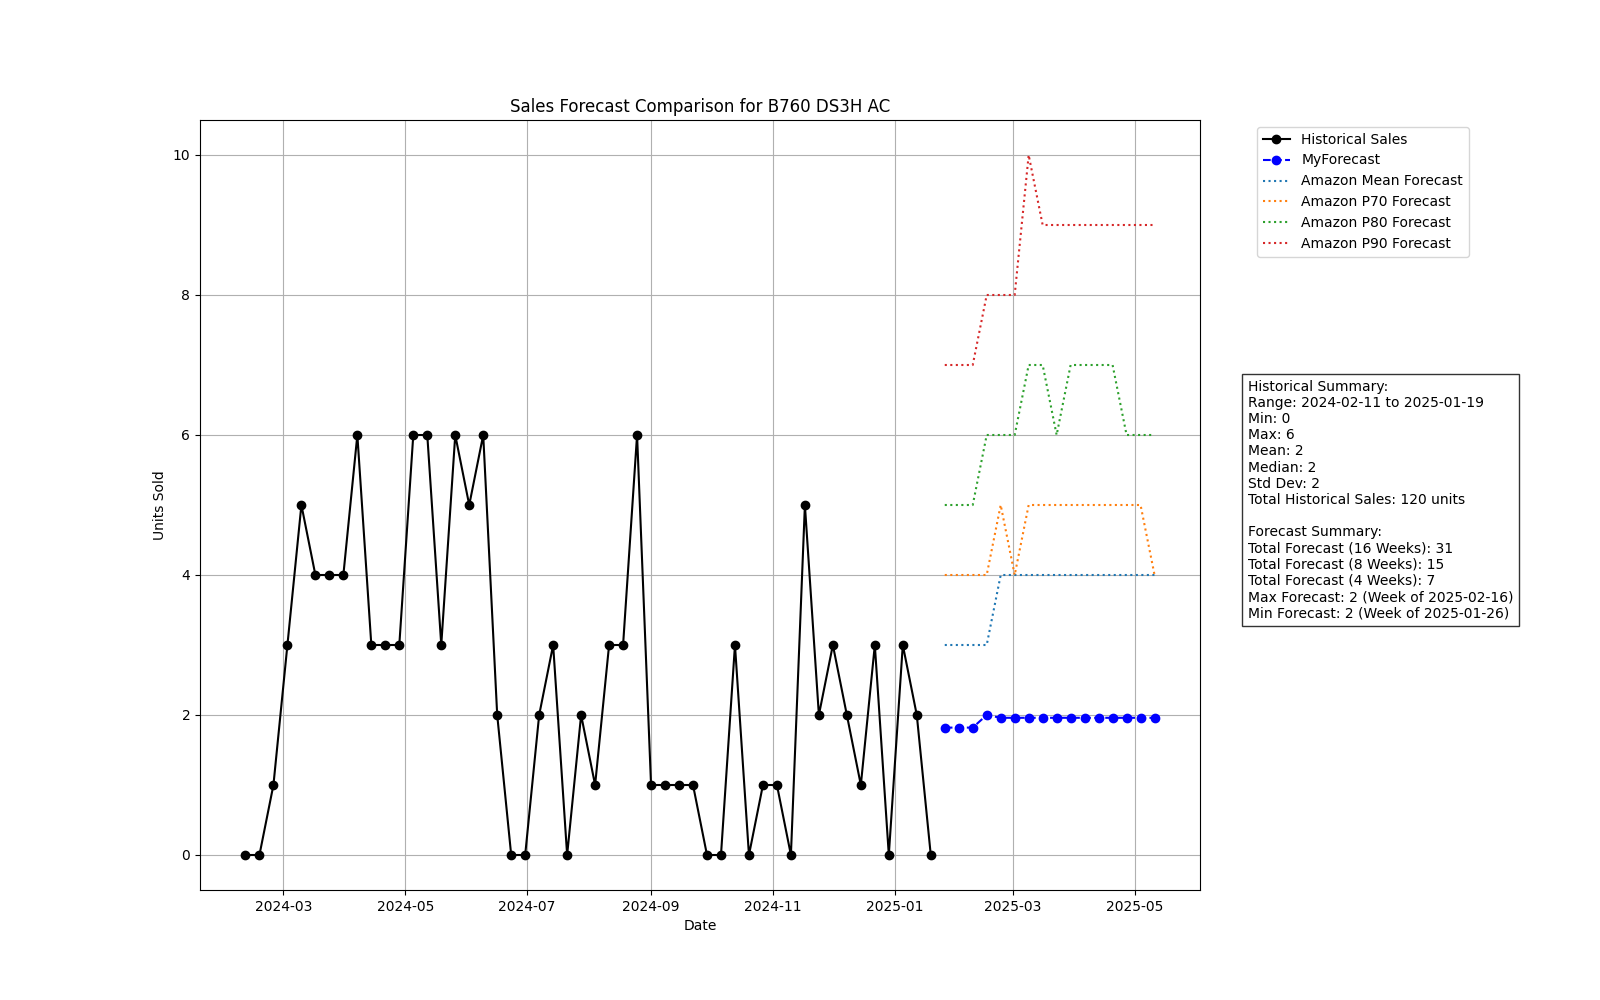 Sales Forecast Comparison for B760 DS3H AC
Units Sold
10
8
6
4
2
0
2024-03
2024-05
2024-07
2024-09
2024-11
2025-01
2025-03
2025-05
Date
Historical Sales
MyForecast
Amazon Mean Forecast
Amazon P70 Forecast
Amazon P80 Forecast
Amazon P90 Forecast
Historical Summary:
Range: 2024-02-11 to 2025-01-19
Min: 0
Max: 6
Mean: 2
Median: 2
Std Dev: 2
Total Historical Sales: 120 units
Forecast Summary:
Total Forecast (16 Weeks): 31
Total Forecast (8 Weeks): 15
Total Forecast (4 Weeks): 7
Max Forecast: 2 (Week of 2025-02-16)
Min Forecast: 2 (Week of 2025-01-26)